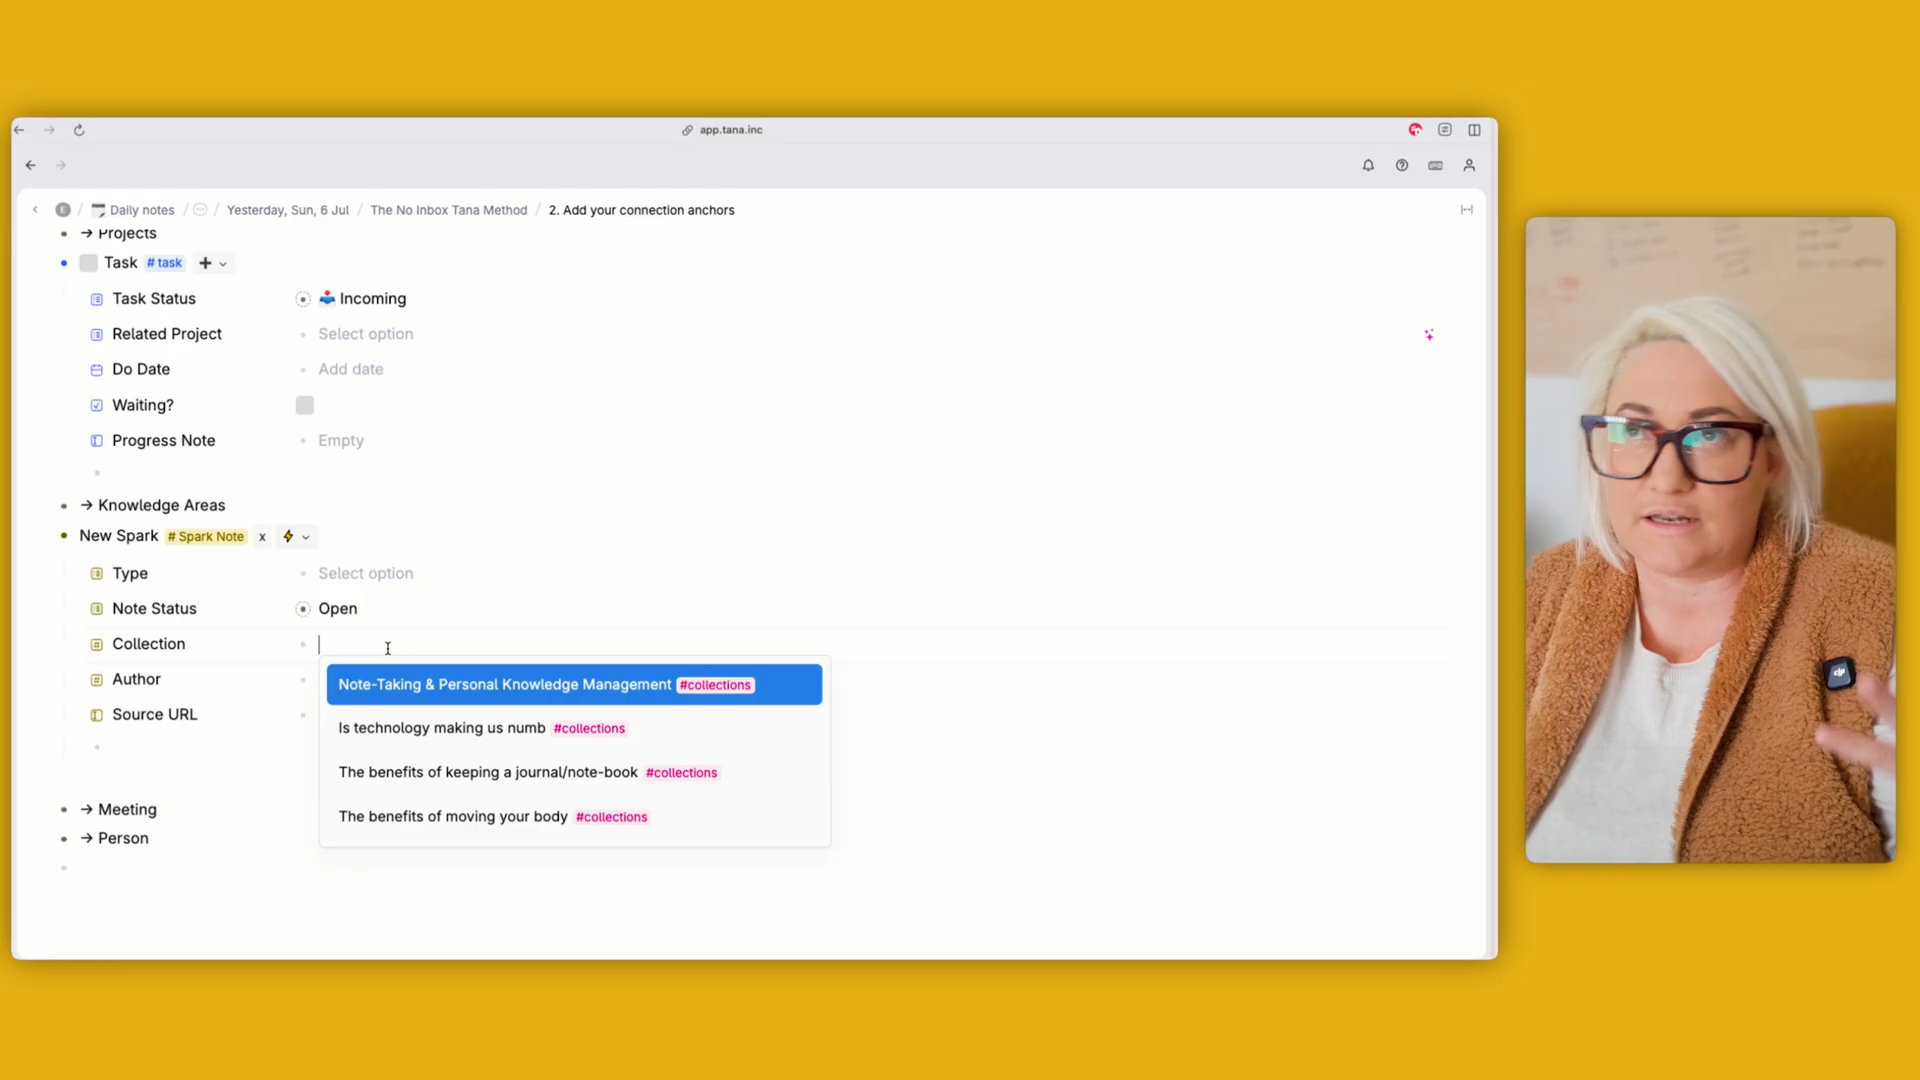 app.tana.inc
E / Daily notes / / Yesterday, Sun, 6 Jul / The No Inbox Tana Method / 2. Add your connection anchors
→ Projects
Task # task
Task Status Incoming
Related Project Select option
Do Date Add date
Waiting?
Progress Note Empty
→ Knowledge Areas
New Spark # Spark Note x
Type Select option
Note Status Open
Collection
Author
Source URL
Note-Taking & Personal Knowledge Management #collections
Is technology making us numb #collections
The benefits of keeping a journal/note-book #collections
The benefits of moving your body #collections
→ Meeting
→ Person
dji